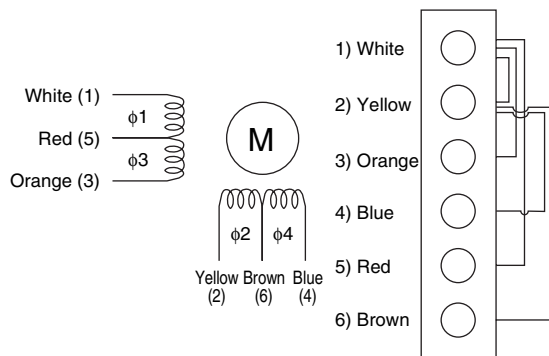 White (1)
ϕ1
Red (5)
ϕ3
Orange (3)
M
ϕ2
ϕ4
Yellow Brown Blue
(2) (6) (4)
1) White
2) Yellow
3) Orange
4) Blue
5) Red
6) Brown